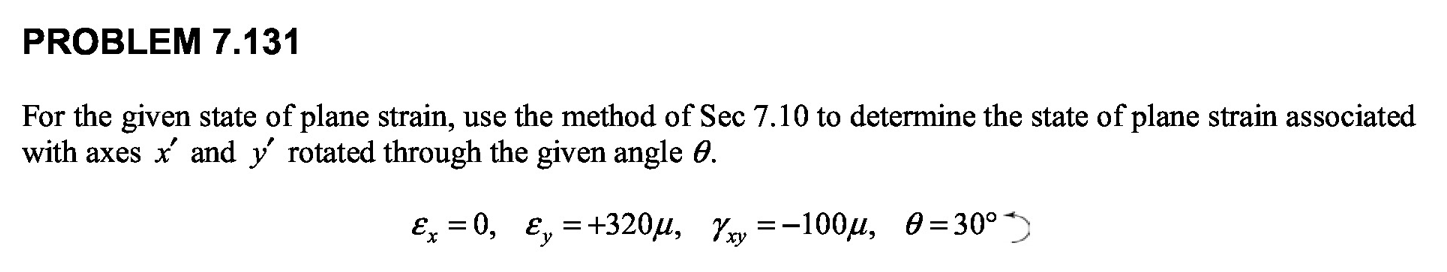 PROBLEM 7.131
For the given state of plane strain, use the method of Sec 7.10 to determine the state of plane strain associated
with axes x′ and y′ rotated through the given angle θ.
εx = 0, εy = +320μ, γxy = −100μ, θ = 30°